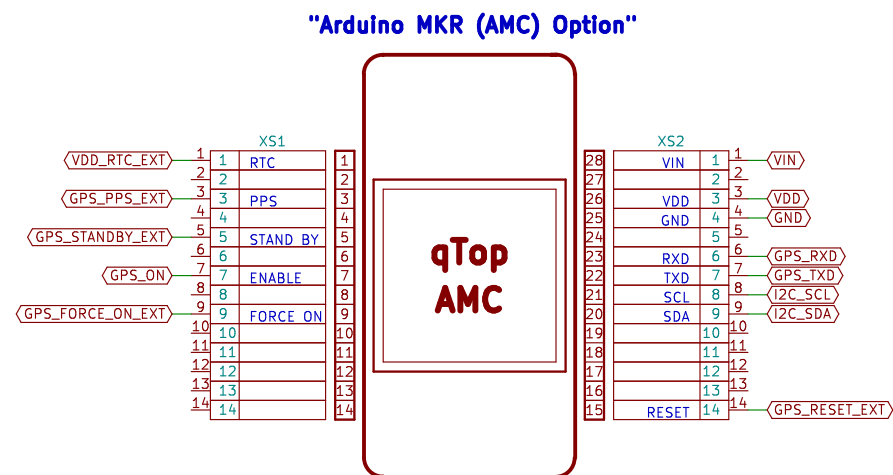 "Arduino MKR (AMC) Option"
XS1 XS2
VDD_RTC_EXT 1 1 RTC 1 28 VIN 1 1 VIN
2 2 2 27 2 2
GPS_PPS_EXT 3 3 PPS 3 26 VDD 3 3 VDD
4 4 4 25 GND 4 4 GND
GPS_STANDBY_EXT 5 5 STAND BY 5 24 5 5
6 6 6 23 RXD 6 6 GPS_RXD
GPS_ON 7 7 ENABLE 7 22 TXD 7 7 GPS_TXD
8 8 8 21 SCL 8 8 I2C_SCL
GPS_FORCE_ON_EXT 9 9 FORCE ON 9 20 SDA 9 9 I2C_SDA
10 10 10 19 10 10
11 11 11 18 11 11
12 12 12 17 12 12
13 13 13 16 13 13
14 14 14 15 RESET 14 14 GPS_RESET_EXT
qTop
AMC